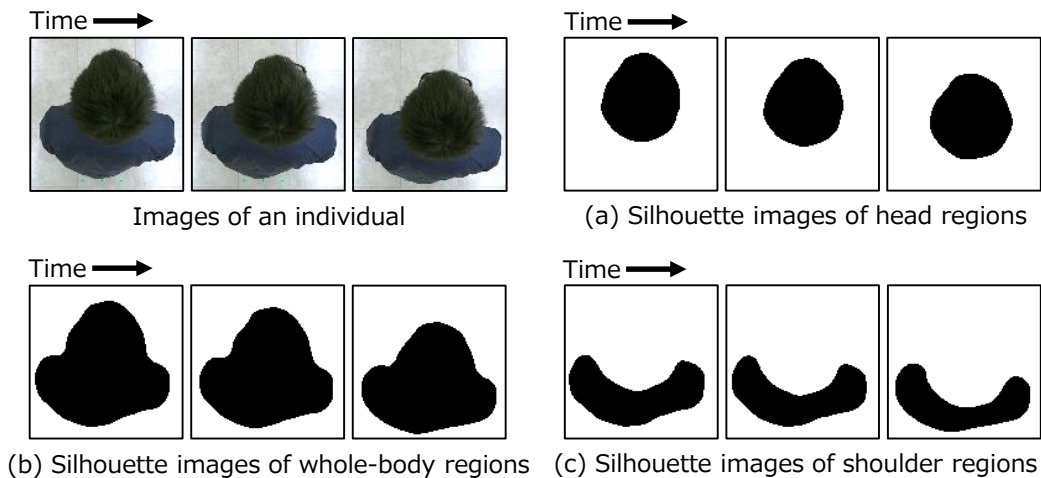 Time
Images of an individual
Time
(a) Silhouette images of head regions
Time
(b) Silhouette images of whole-body regions
Time
(c) Silhouette images of shoulder regions